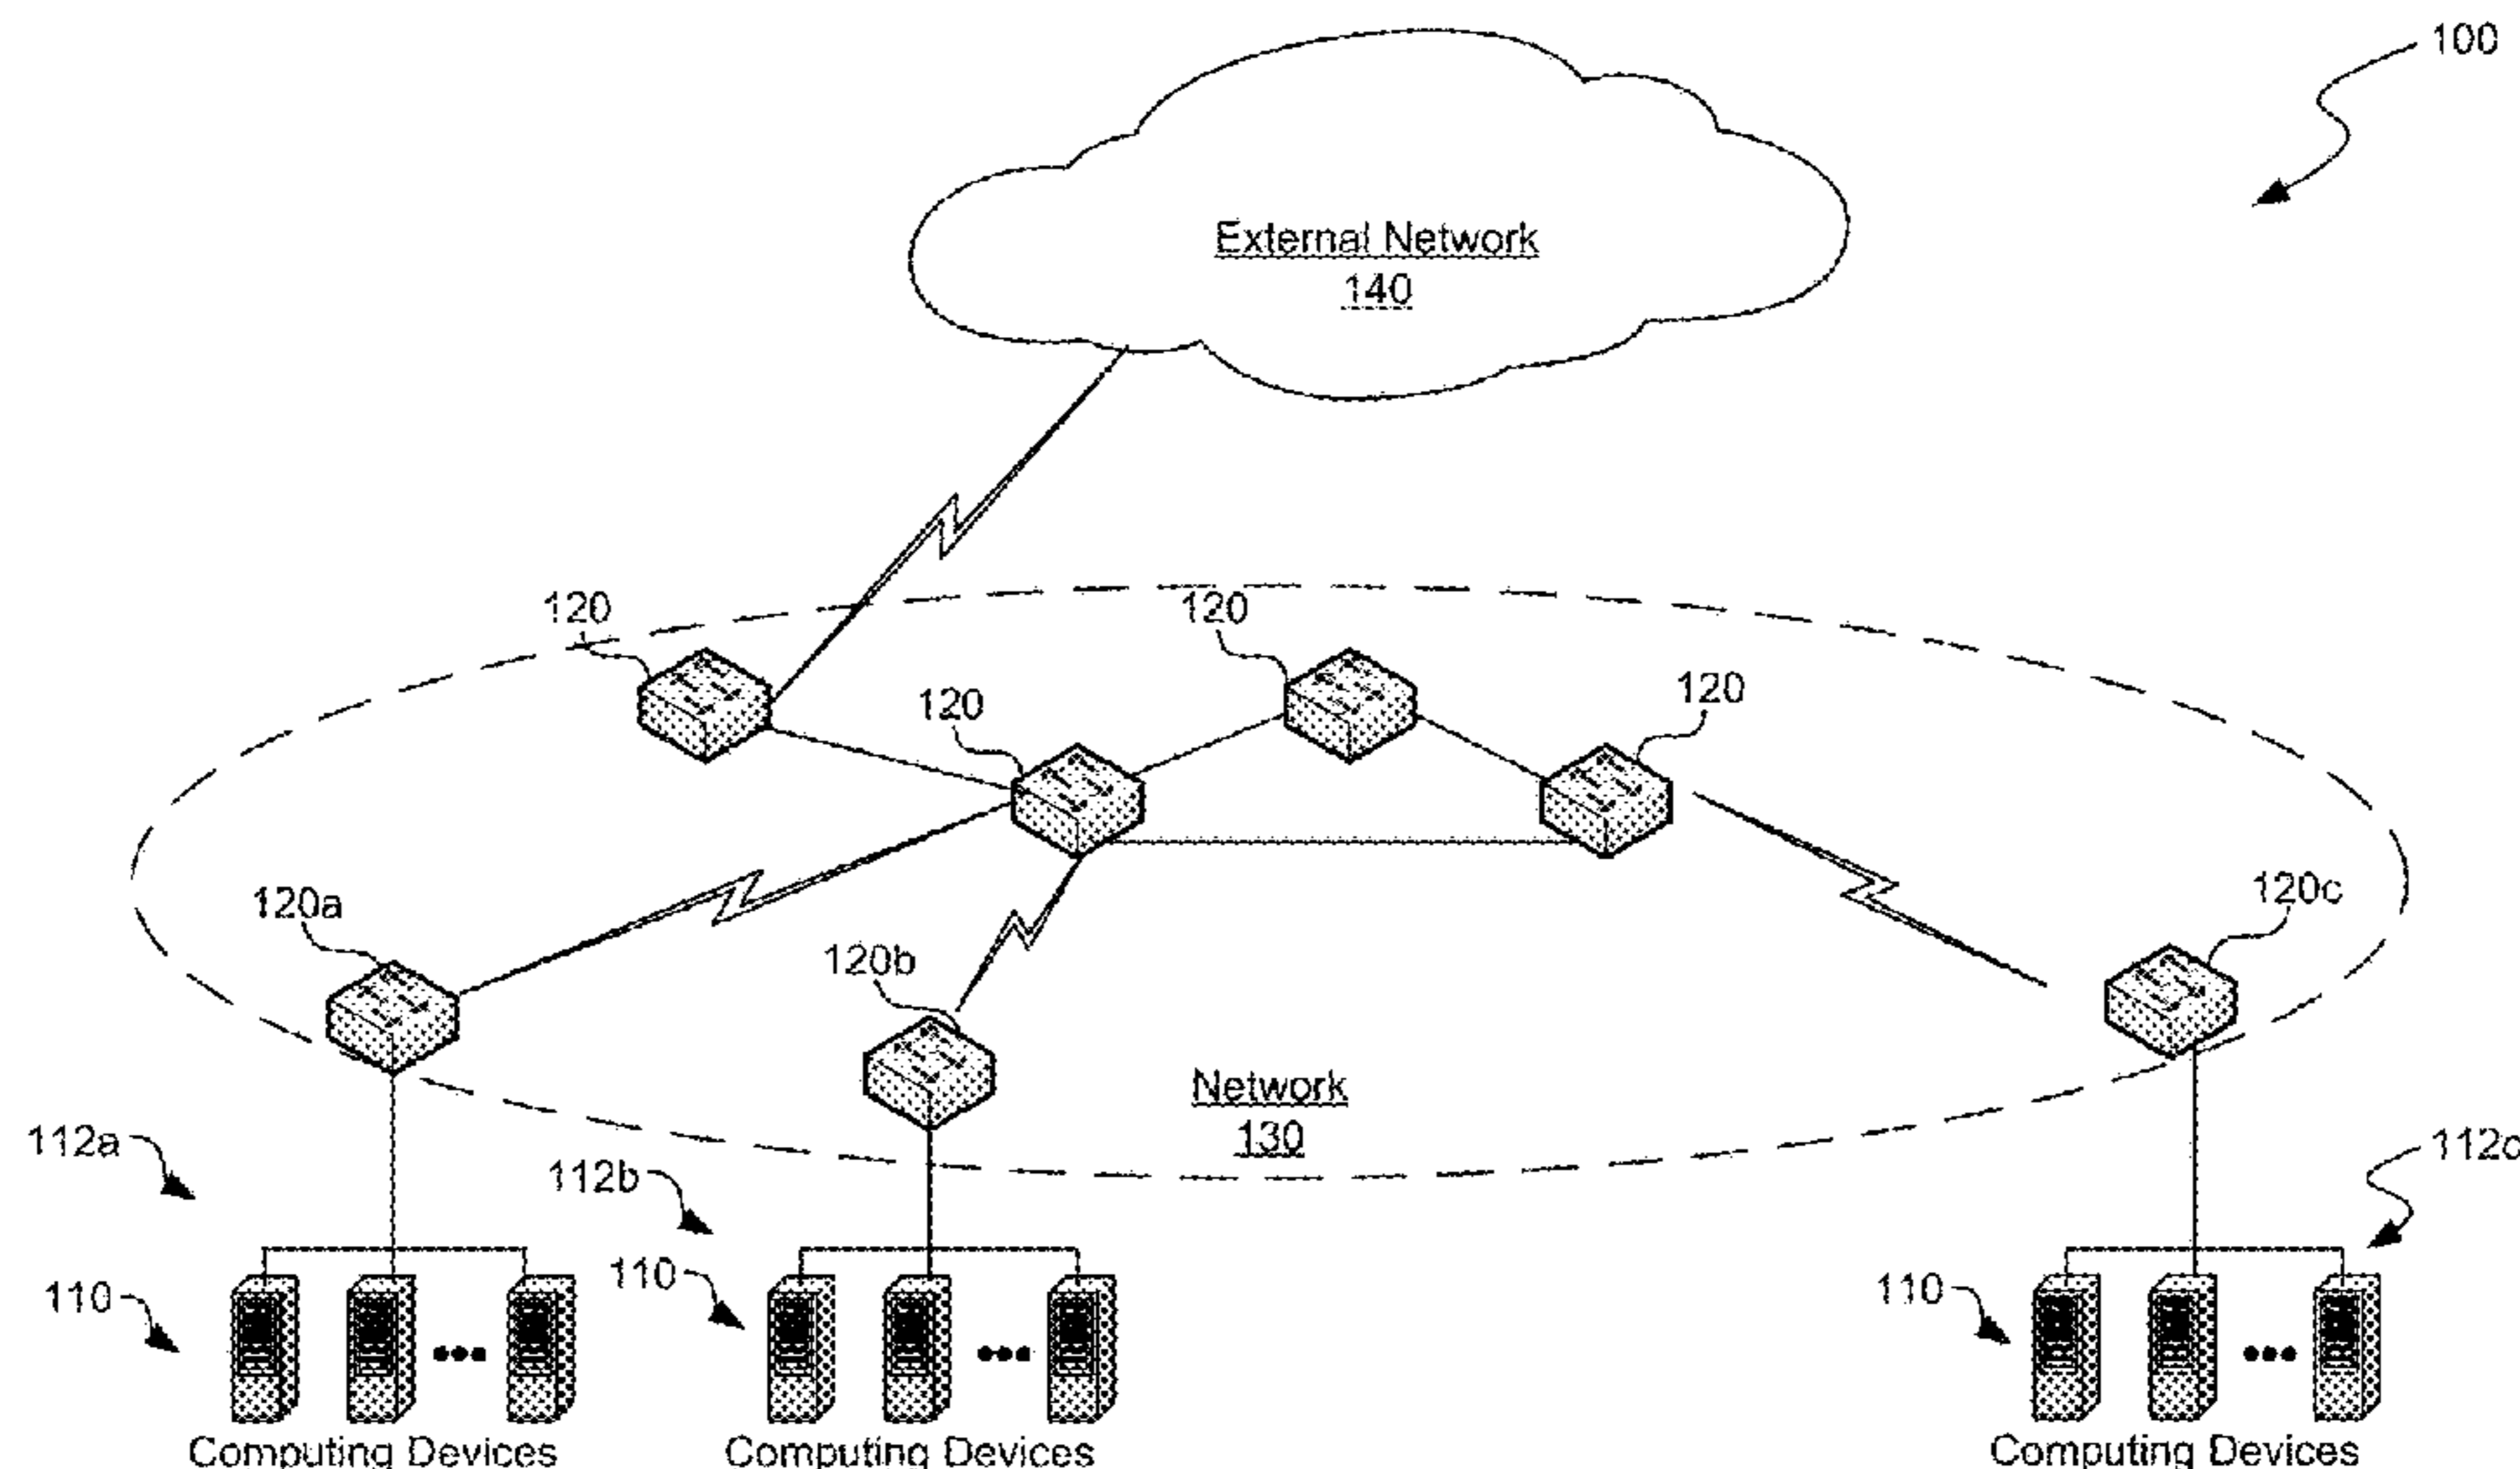 100
External Network
140
120
120
120
120
120a
120c
120b
Network
130
112a
112b
112c
110
110
110
Computing Devices
Computing Devices
Computing Devices